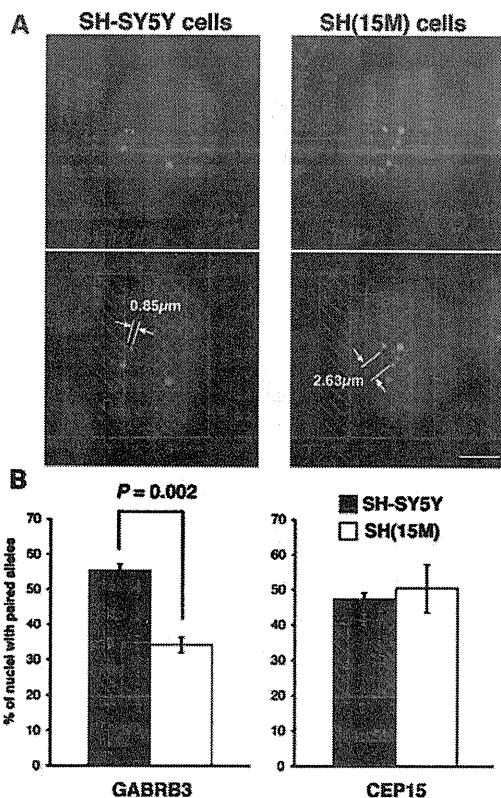 A
SH-SY5Y cells
SH(15M) cells
0.85µm
2.63µm
B
P = 0.002
SH-SY5Y
SH(15M)
% of nuclei with paired alleles
70
60
50
40
30
20
10
0
GABRB3
70
60
50
40
30
20
10
0
CEP15